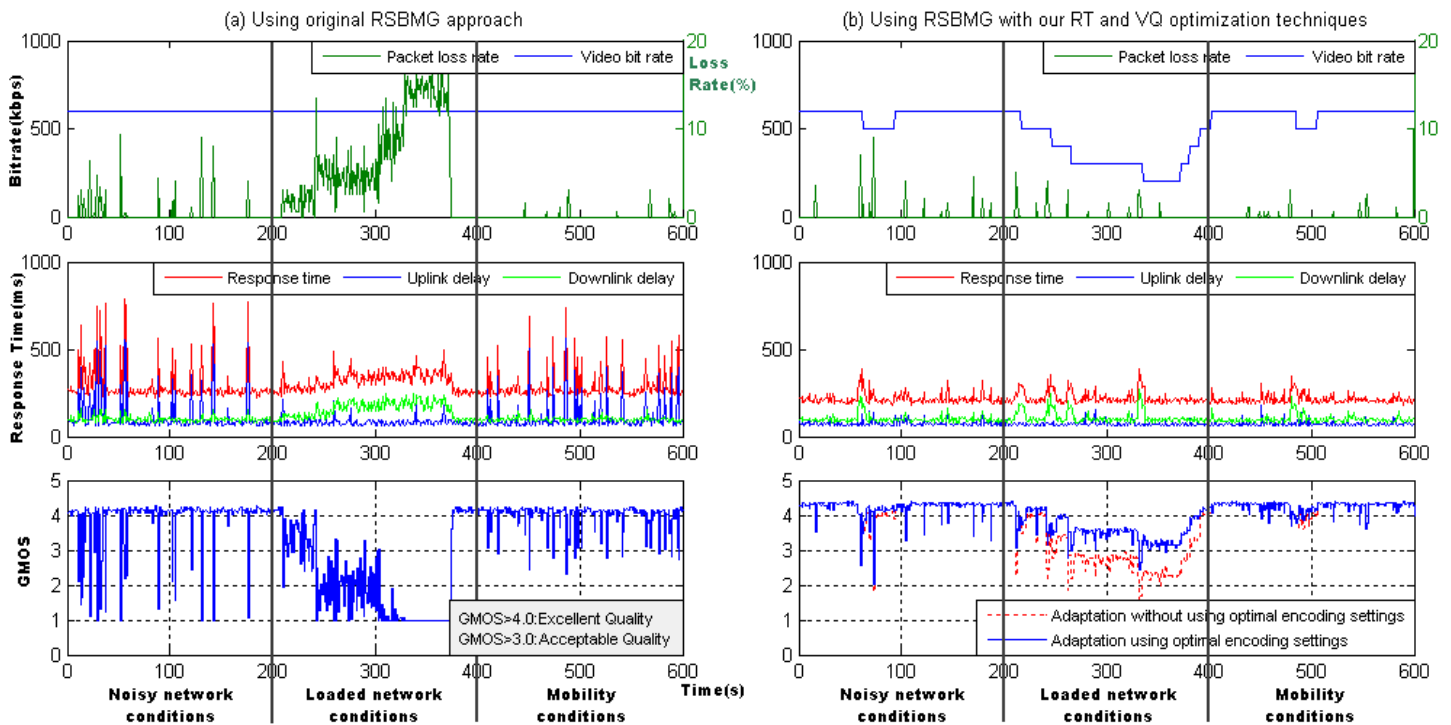 (a) Using original RSBMG approach
1000
500
0
Bitrate(kbps)
Packet loss rate
Video bit rate
20
10
0
Loss
Rate(%)
0 100 200 300 400 500 600
1000
500
0
Response Time(ms)
Response time
Uplink delay
Downlink delay
0 100 200 300 400 500 600
5
4
3
2
1
0
GMOS
GMOS>4.0:Excellent Quality
GMOS>3.0:Acceptable Quality
0 100 200 300 400 500 600
Noisy network
conditions
Loaded network
conditions
Mobility
conditions
Time(s)
(b) Using RSBMG with our RT and VQ optimization techniques
1000
500
0
Packet loss rate
Video bit rate
20
10
0
0 100 200 300 400 500 600
1000
500
0
Response time
Uplink delay
Downlink delay
0 100 200 300 400 500 600
5
4
3
2
1
0
Adaptation without using optimal encoding settings
Adaptation using optimal encoding settings
0 100 200 300 400 500 600
Noisy network
conditions
Loaded network
conditions
Mobility
conditions